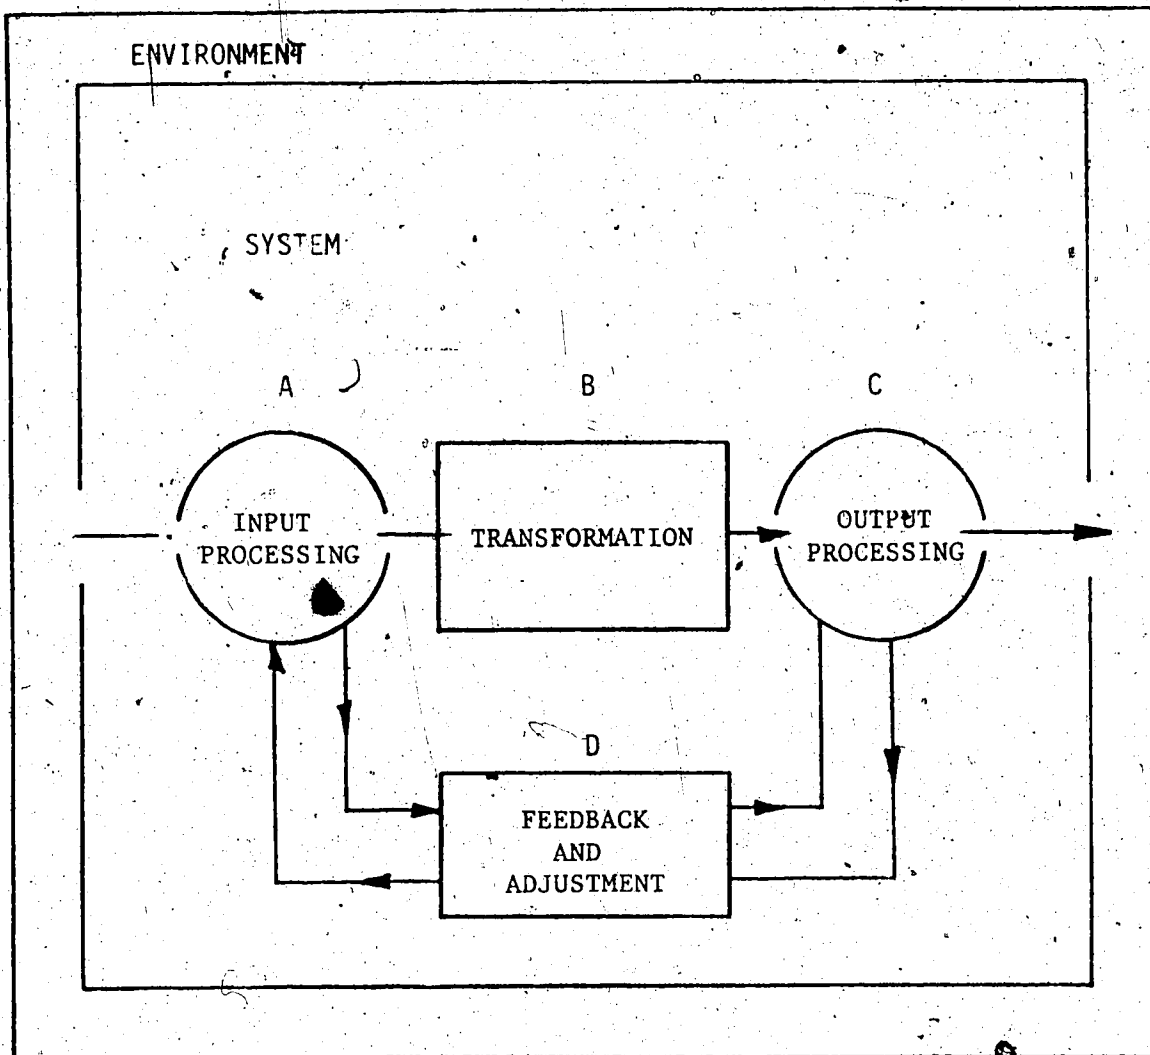 ENVIRONMENT
SYSTEM
A
B
C
INPUT
PROCESSING
TRANSFORMATION
OUTPUT
PROCESSING
D
FEEDBACK
AND
ADJUSTMENT